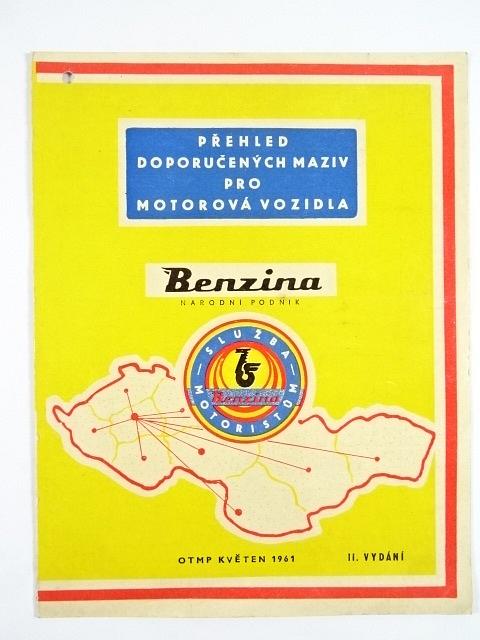 PŘEHLED
DOPORUČENÝCH MAZIV
PRO
MOTOROVÁ VOZIDLA
Benzina
NÁRODNÍ PODNIK
SLUŽBA
Benzina
MOTORISTŮM
OTMP KVĚTEN 1961 II. VYDÁNÍ